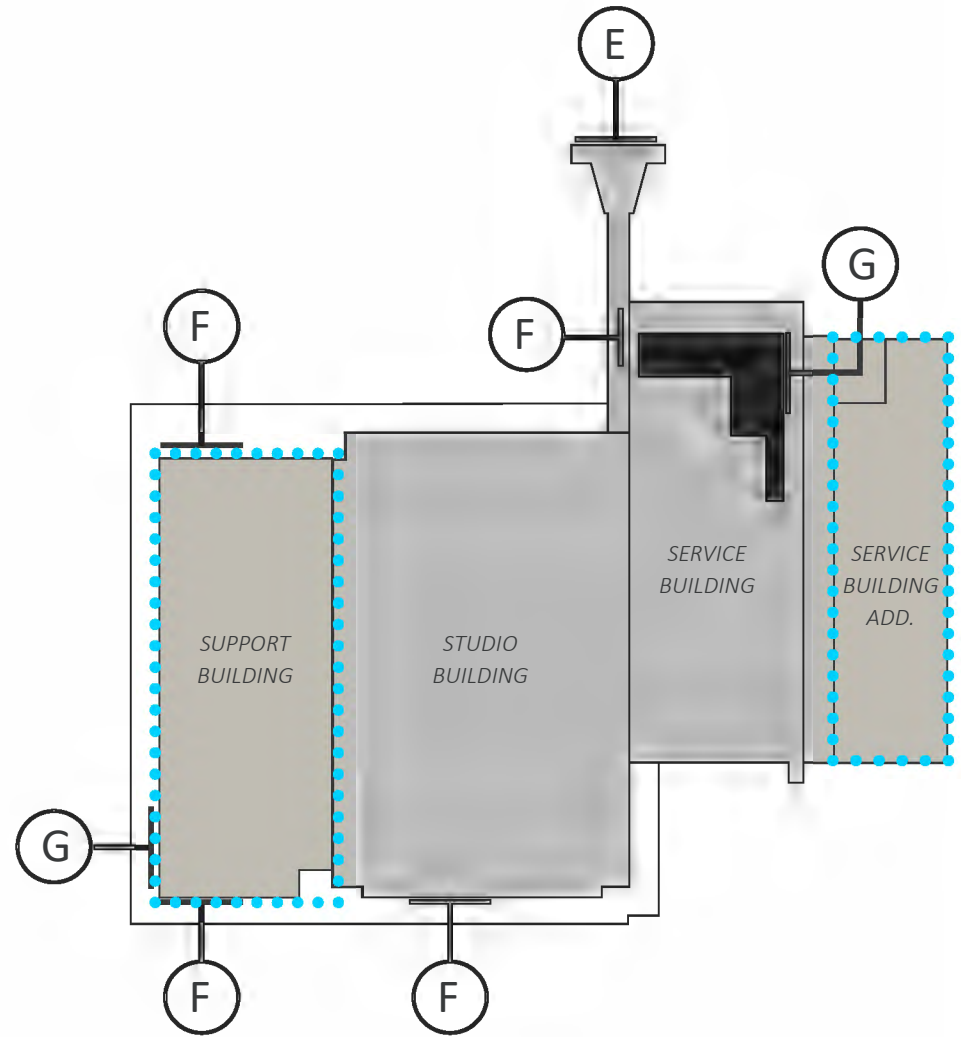 E
G
F
F
SERVICE
BUILDING
SERVICE
BUILDING
ADD.
SUPPORT
BUILDING
STUDIO
BUILDING
G
F
F